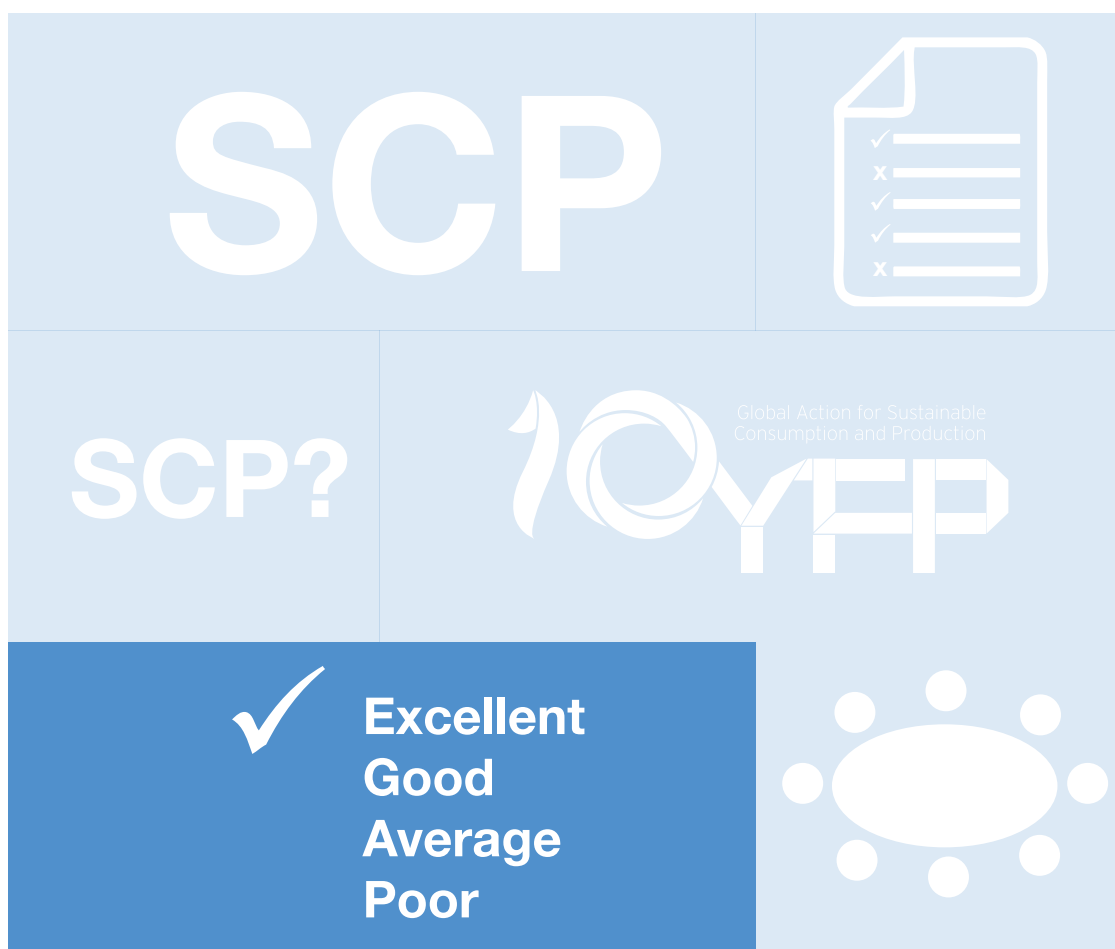 SCP
✓
x
✓
✓
x
SCP?
Global Action for Sustainable
Consumption and Production
10YFP
✓ Excellent
Good
Average
Poor